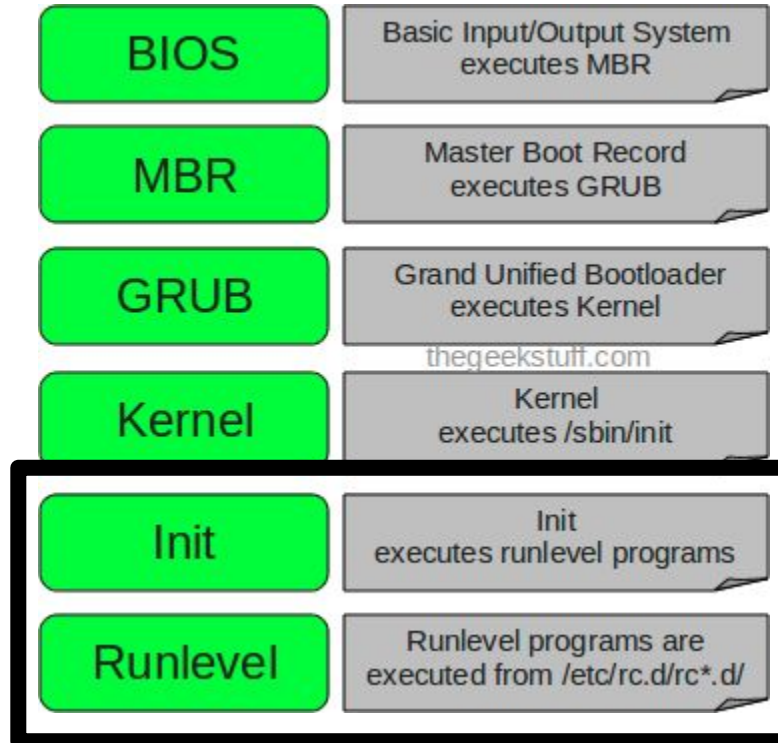 BIOS
Basic Input/Output System
executes MBR
MBR
Master Boot Record
executes GRUB
GRUB
Grand Unified Bootloader
executes Kernel
thegeekstuff.com
Kernel
Kernel
executes /sbin/init
Init
Init
executes runlevel programs
Runlevel
Runlevel programs are
executed from /etc/rc.d/rc*.d/